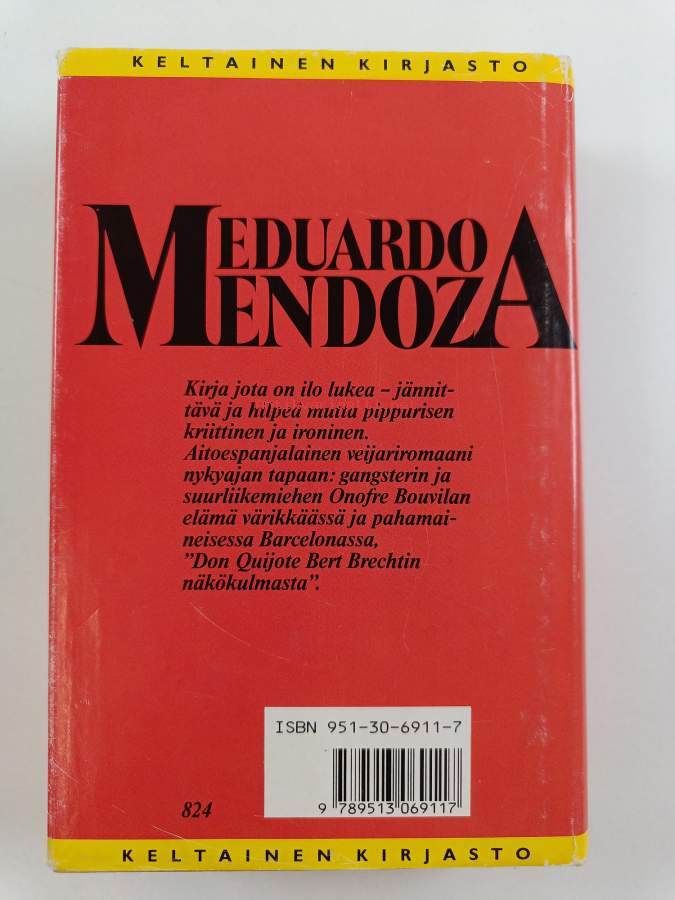 KELTAINEN KIRJASTO
EDUARDO
MENDOZA
Kirja jota on ilo lukea – jännit-
tävä ja hilpeä mutta pippurisen
kriittinen ja ironinen.
Aitoespanjalainen veijariromaani
nykyajan tapaan: gangsterin ja
suurliikemiehen Onofre Bouvilan
elämä värikkäässä ja pahamai-
neisessa Barcelonassa,
”Don Quijote Bert Brechtin
näkökulmasta”.
ISBN 951-30-6911-7
9 789513 069117
824
KELTAINEN KIRJASTO